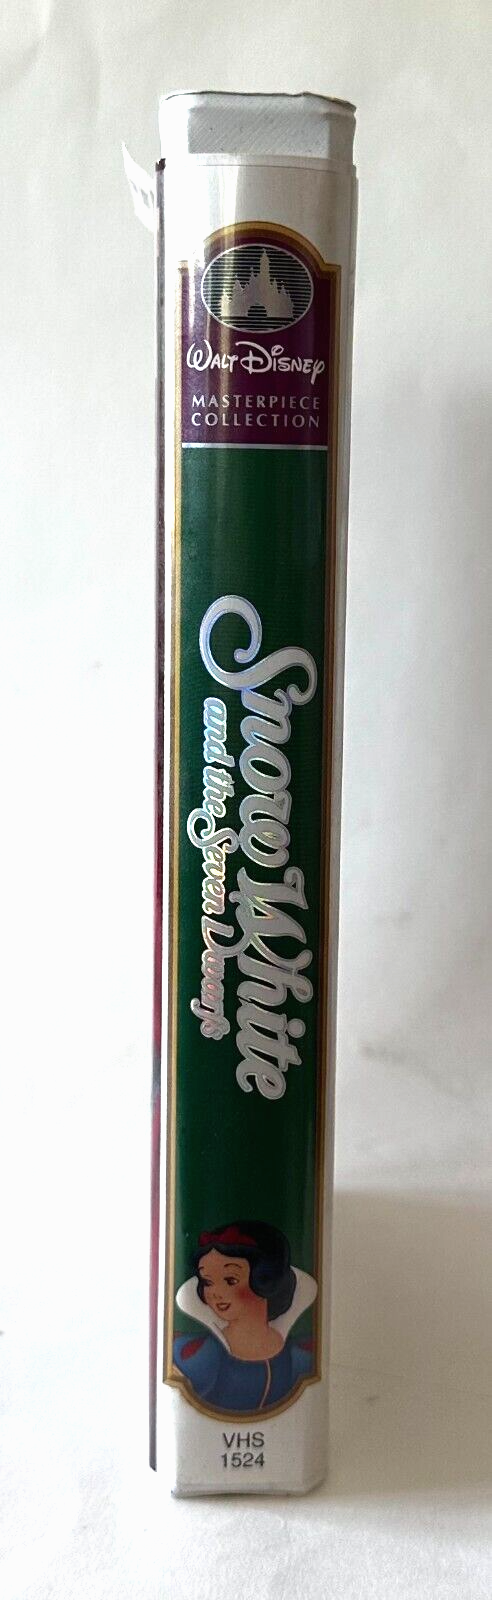 Walt Disney
MASTERPIECE
COLLECTION
Snow White
and the Seven Dwarfs
VHS
1524